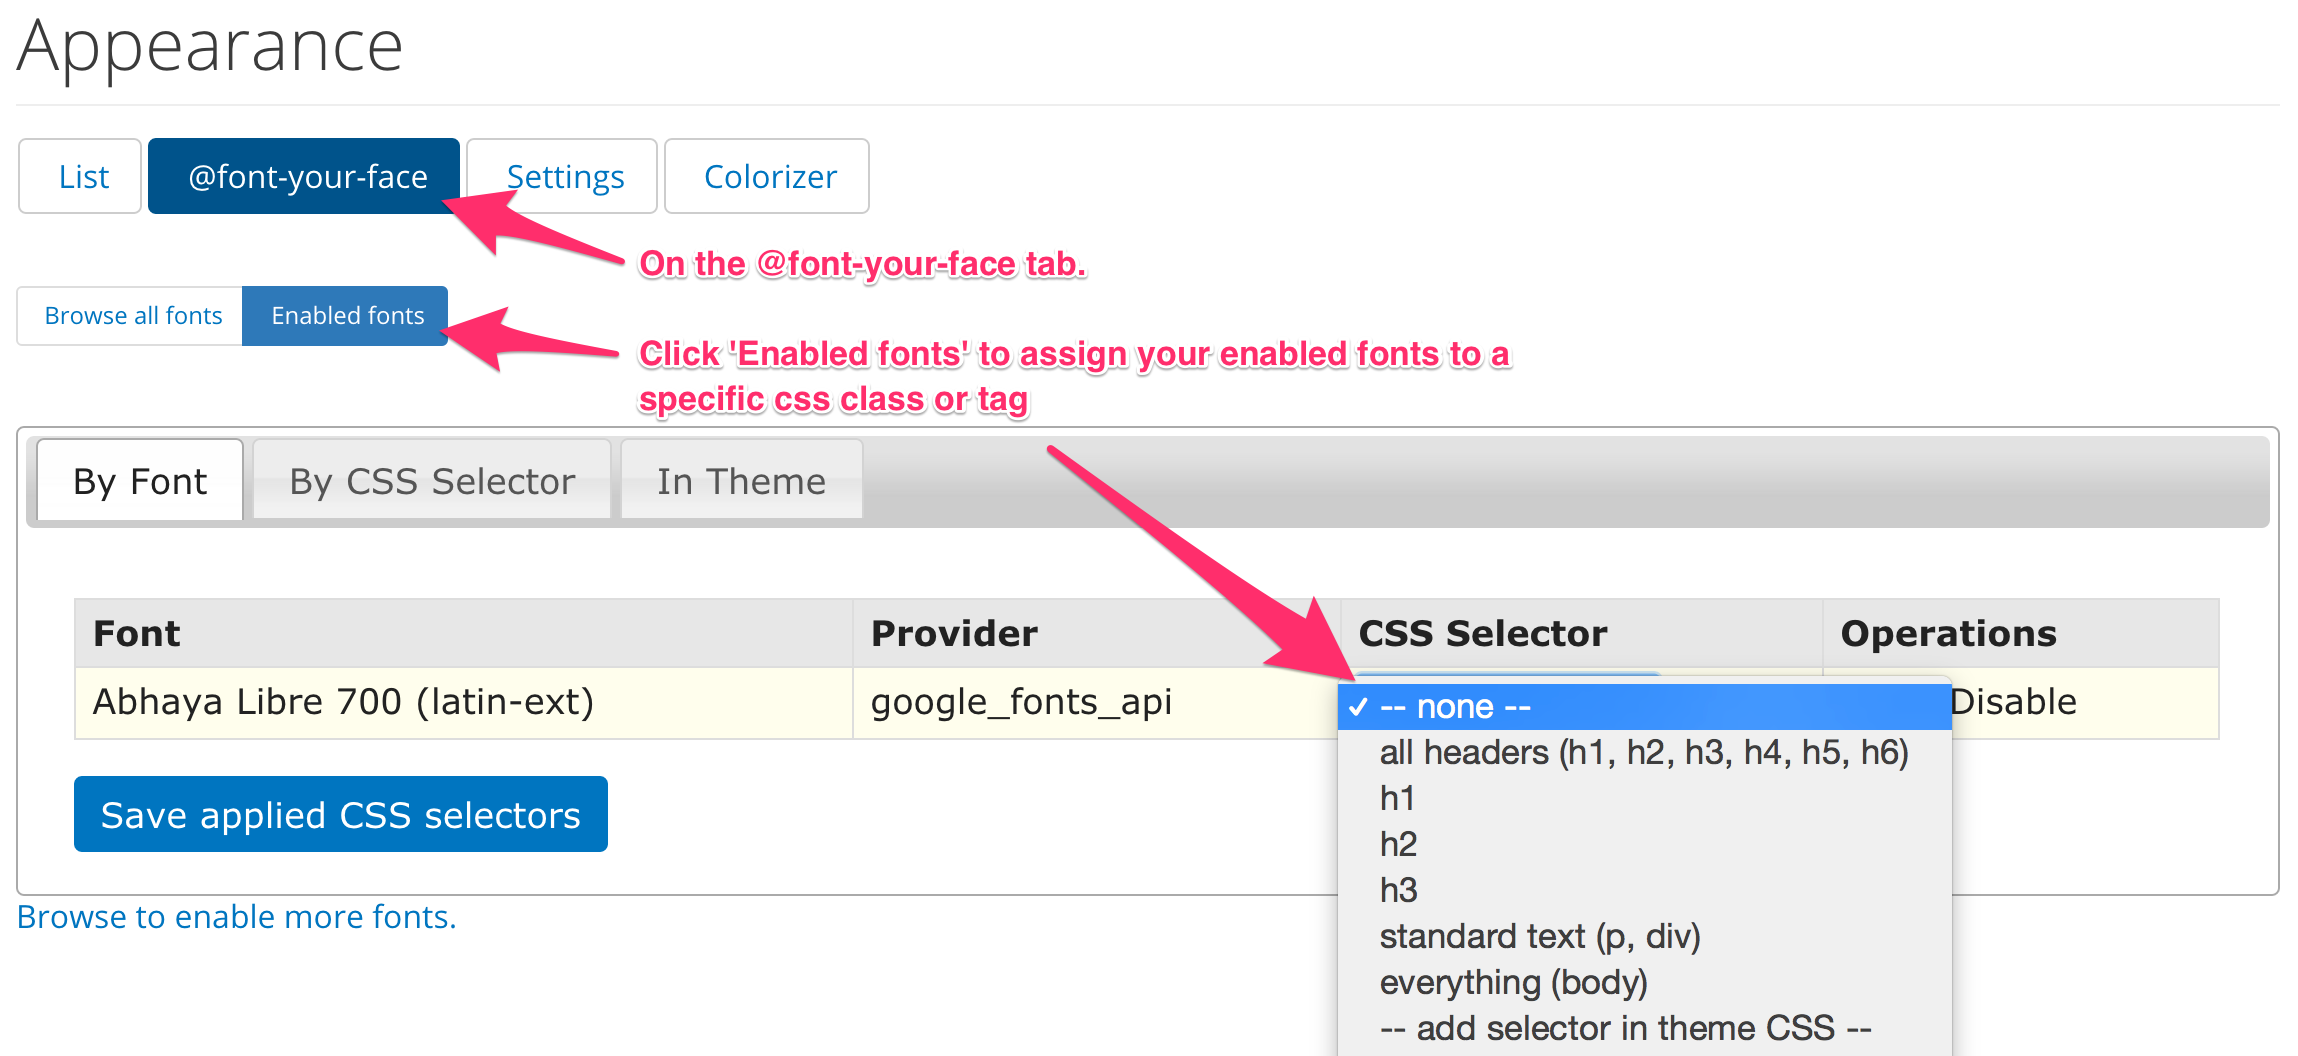 Appearance
List @font-your-face Settings Colorizer
On the @font-your-face tab.
Browse all fonts Enabled fonts
Click 'Enabled fonts' to assign your enabled fonts to a
specific css class or tag
By Font By CSS Selector In Theme
Font Provider CSS Selector Operations
Abhaya Libre 700 (latin-ext) google_fonts_api Disable
✓ -- none --
all headers (h1, h2, h3, h4, h5, h6)
h1
h2
h3
standard text (p, div)
everything (body)
-- add selector in theme CSS --
Save applied CSS selectors
Browse to enable more fonts.